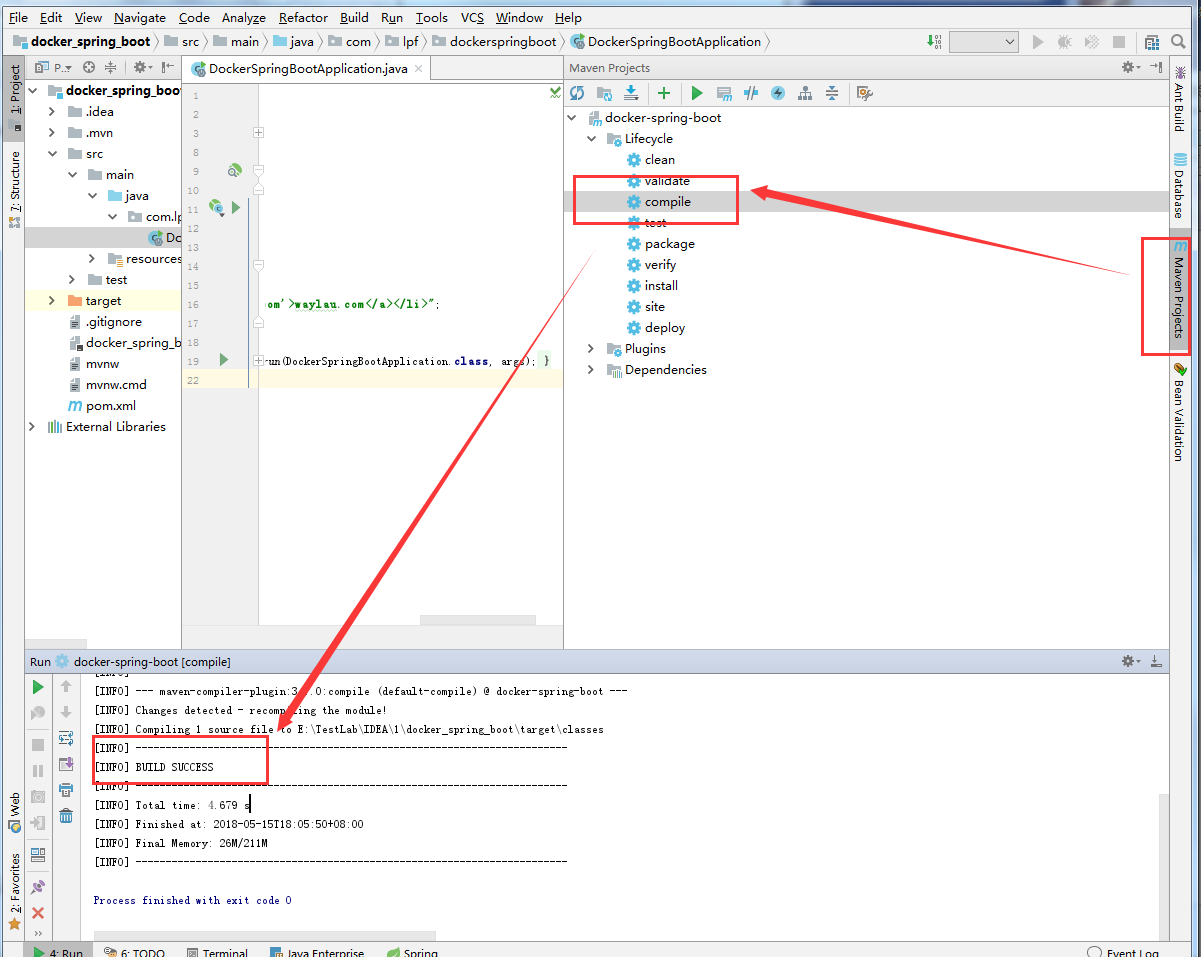 File Edit View Navigate Code Analyze Refactor Build Run Tools VCS Window Help
docker_spring_boot src main java com lpf dockerspringboot DockerSpringBootApplication
1: Project
7: Structure
Web
2: Favorites
P...
docker_spring_boo
.idea
.mvn
src
main
java
com.lp
Do
resources
test
target
.gitignore
docker_spring_b
mvnw
mvnw.cmd
pom.xml
External Libraries
DockerSpringBootApplication.java
1
2
3
8
9
10
11
12
13
14
15
16 om'>waylau.com</a></li>";
17
18
19 run(DockerSpringBootApplication.class, args); }
22
Maven Projects
docker-spring-boot
Lifecycle
clean
validate
compile
test
package
verify
install
site
deploy
Plugins
Dependencies
Ant Build
Database
Maven Projects
Bean Validation
Run docker-spring-boot [compile]
[INFO]
[INFO] --- maven-compiler-plugin:3. .0:compile (default-compile) @ docker-spring-boot ---
[INFO] Changes detected - recompiling the module!
[INFO] Compiling 1 source file to E:\TestLab\IDEA\1\docker_spring_boot\target\classes
[INFO] ------------------------------------------------------------------------
[INFO] BUILD SUCCESS
[INFO] ------------------------------------------------------------------------
[INFO] Total time: 4.679 s
[INFO] Finished at: 2018-05-15T18:05:50+08:00
[INFO] Final Memory: 26M/211M
[INFO] ------------------------------------------------------------------------
Process finished with exit code 0
4: Run 6: TODO Terminal Java Enterprise Spring Event Log